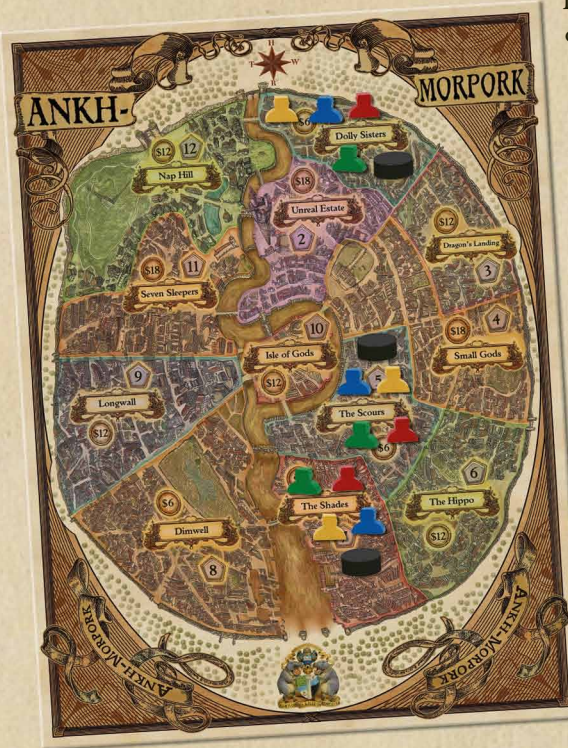 ANKH-
MORPORK
W
$6
Dolly Sisters
$12
12
Nap Hill
$18
Unreal Estate
2
$12
Dragon's Landing
3
$18
11
Seven Sleepers
10
Isle of Gods
$12
4
$18
Small Gods
9
Longwall
$12
5
The Scours
$6
6
The Hippo
$12
The Shades
$6
Dimwell
8
ANKH-MORPORK
ANKH-MORPORK